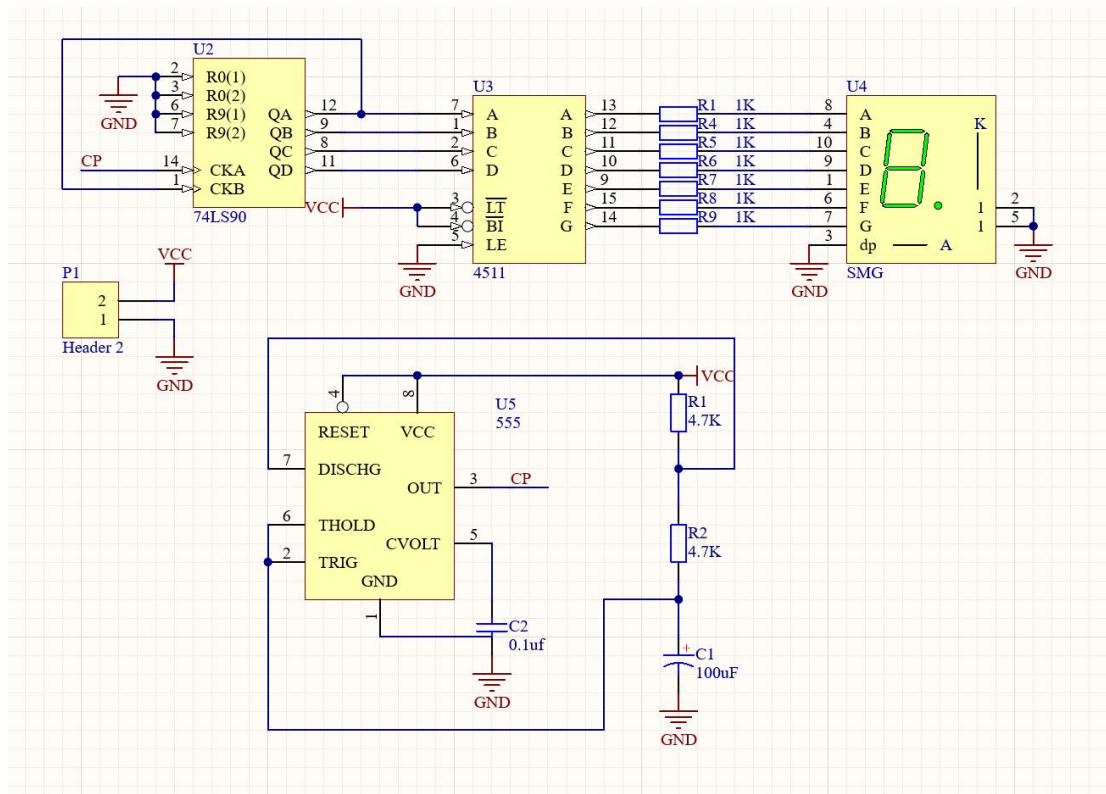 U2
2 R0(1)
3 R0(2)
6 R9(1) QA 12
7 R9(2) QB 9
QC 8
CP 14 CKA QD 11
1 CKB
74LS90
GND
U3
7 A A 13
1 B B 12
2 C C 11
6 D D 10
E 9
VCC 3 LT F 15
4 BI G 14
5 LE
4511
GND
R1 1K
R4 1K
R5 1K
R6 1K
R7 1K
R8 1K
R9 1K
U4
8 A K
4 B
10 C
9 D
1 E
6 F 1 2
7 G 1 5
3 dp A
SMG
GND
GND
P1
VCC
2
1
Header 2
GND
U5
555
4 8
RESET VCC
7 DISCHG
OUT 3 CP
6 THOLD
CVOLT 5
2 TRIG
GND
1
C2
0.1uf
GND
VCC
R1
4.7K
R2
4.7K
+
C1
100uF
GND